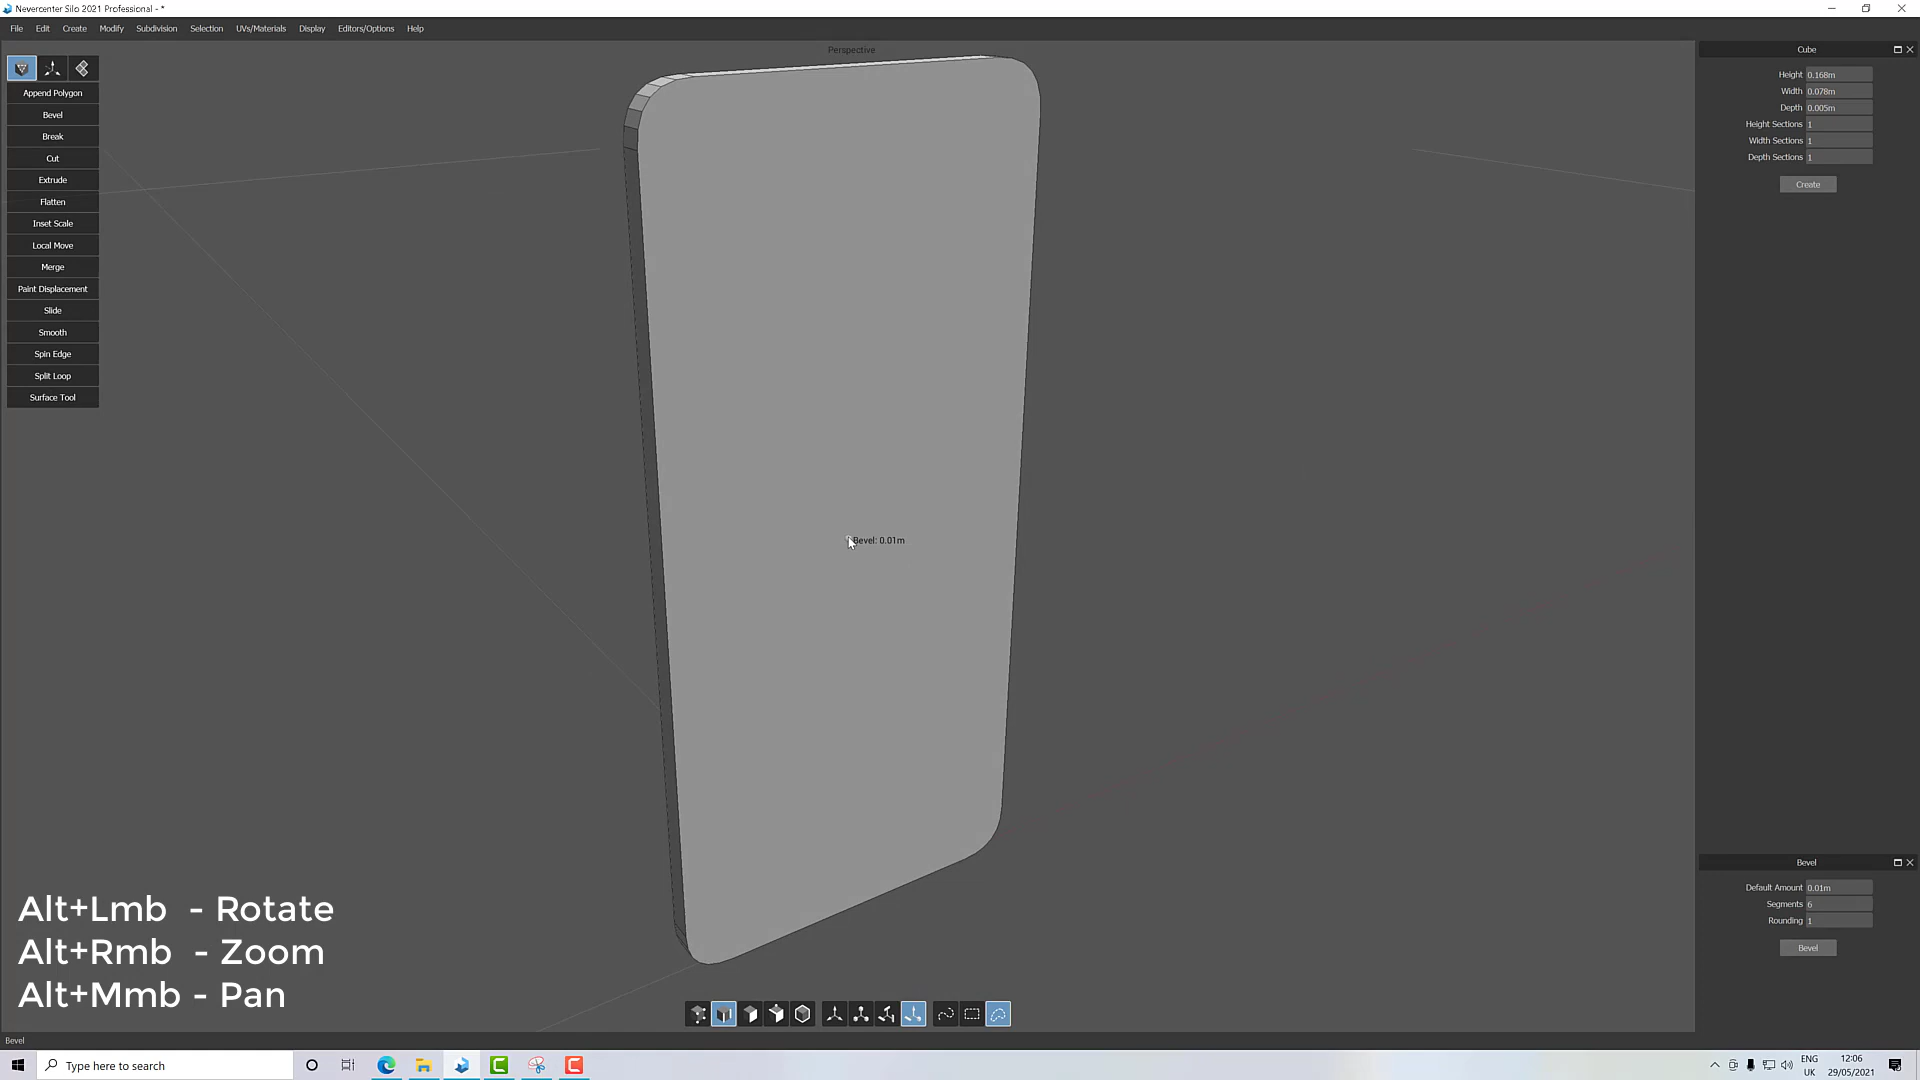 Nevercenter Silo 2021 Professional - *
File Edit Create Modify Subdivision Selection UVs/Materials Display Editors/Options Help
Perspective
Append Polygon
Bevel
Break
Cut
Extrude
Flatten
Inset Scale
Local Move
Merge
Paint Displacement
Slide
Smooth
Spin Edge
Split Loop
Surface Tool
Bevel: 0.01m
Cube
Height 0.168m
Width 0.078m
Depth 0.005m
Height Sections 1
Width Sections 1
Depth Sections 1
Create
Bevel
Default Amount 0.01m
Segments 6
Rounding 1
Bevel
Alt+Lmb - Rotate
Alt+Rmb - Zoom
Alt+Mmb - Pan
Bevel
Type here to search
ENG
UK
12:06
29/05/2021